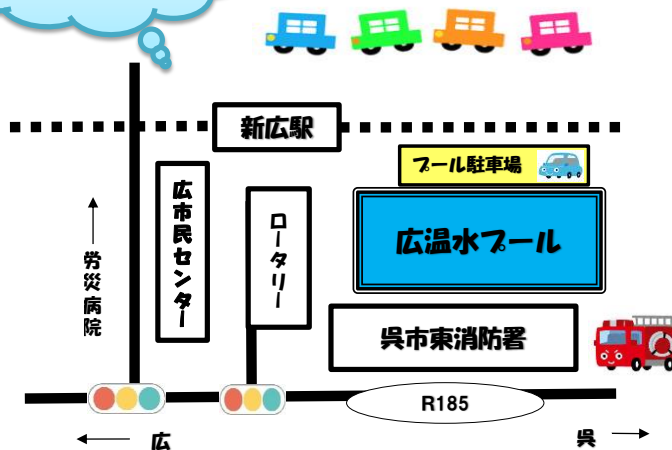 新広駅
プール駐車場
広市民センター
ロータリー
広温水プール
労災病院
呉市東消防署
R185
広
呉